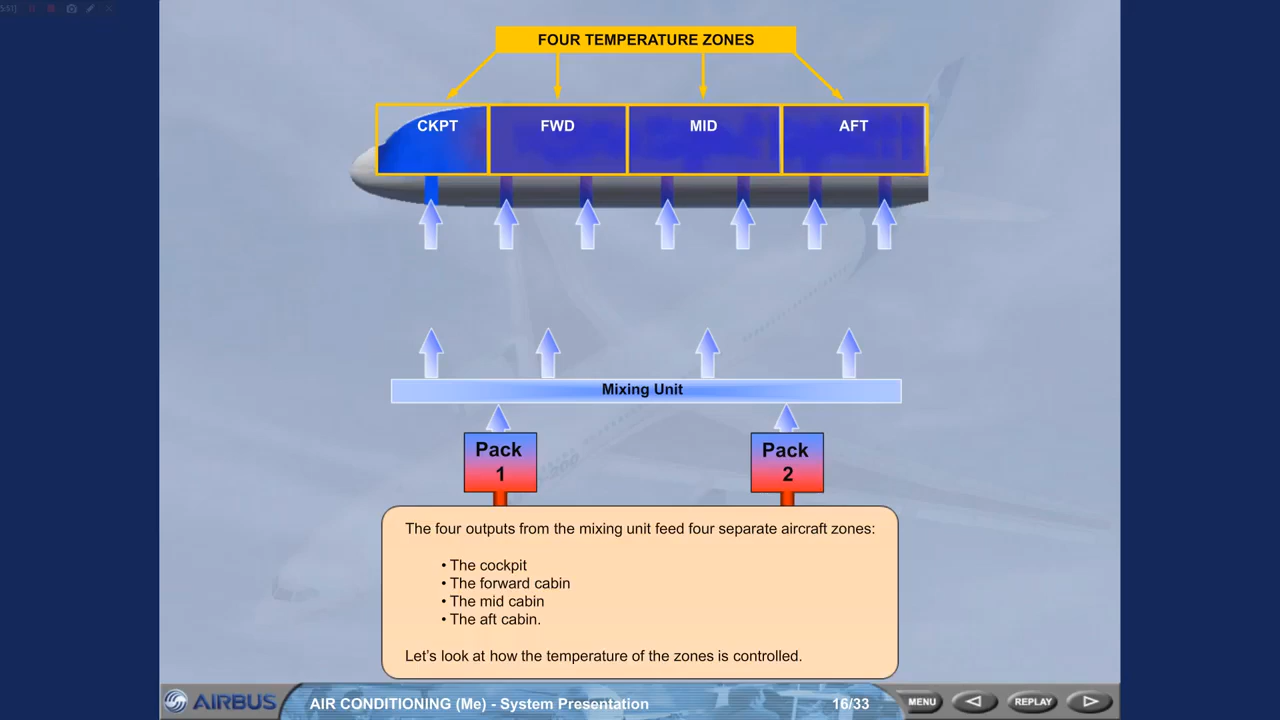 5:51]
FOUR TEMPERATURE ZONES
CKPT FWD MID AFT
Mixing Unit
Pack 1
Pack 2
The four outputs from the mixing unit feed four separate aircraft zones:
• The cockpit
• The forward cabin
• The mid cabin
• The aft cabin.
Let's look at how the temperature of the zones is controlled.
AIRBUS AIR CONDITIONING (Me) - System Presentation 16/33 MENU REPLAY